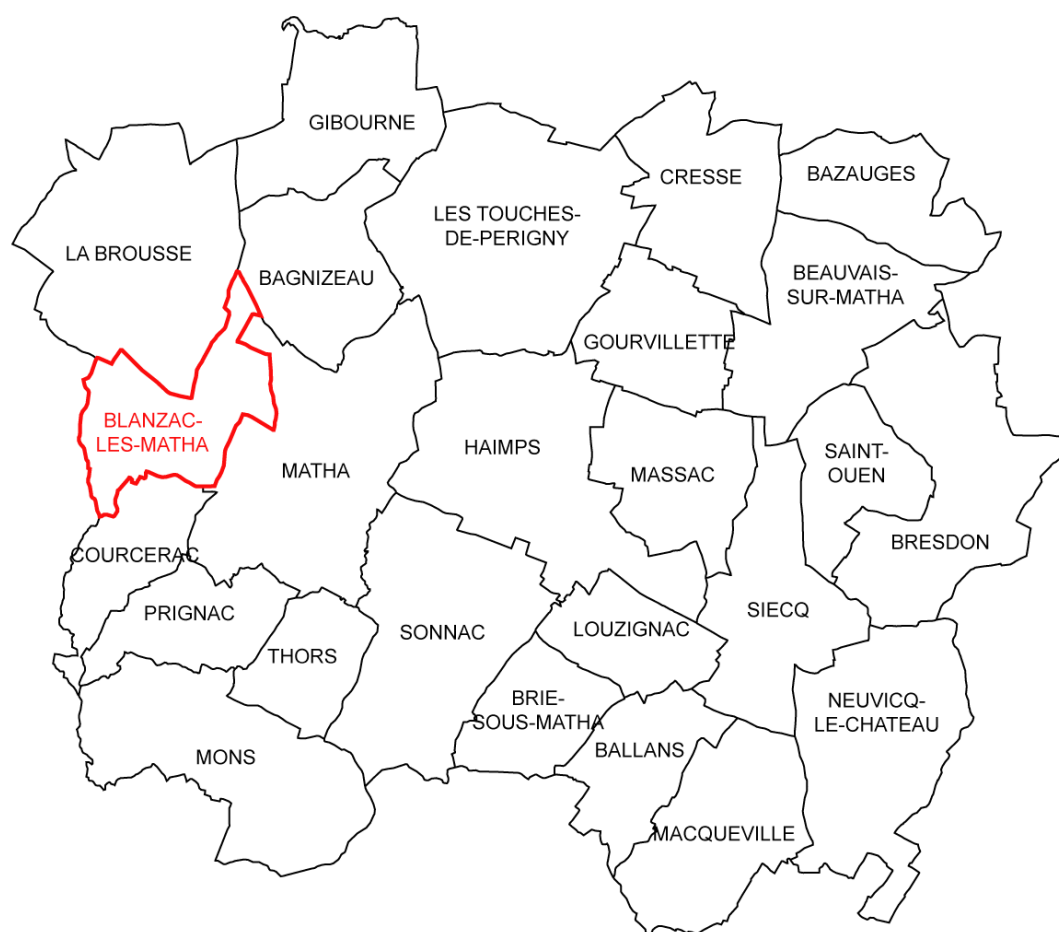 GIBOURNE
CRESSE
BAZAUGES
LES TOUCHES-
DE-PERIGNY
LA BROUSSE
BAGNIZEAU
BEAUVAIS-
SUR-MATHA
GOURVILLETTE
BLANZAC-
LES-MATHA
HAIMPS
MATHA
MASSAC
SAINT-
OUEN
BRESDON
COURCERAC
PRIGNAC
SIECQ
LOUZIGNAC
SONNAC
THORS
BRIE-
SOUS-MATHA
NEUVICQ-
LE-CHATEAU
BALLANS
MONS
MACQUEVILLE